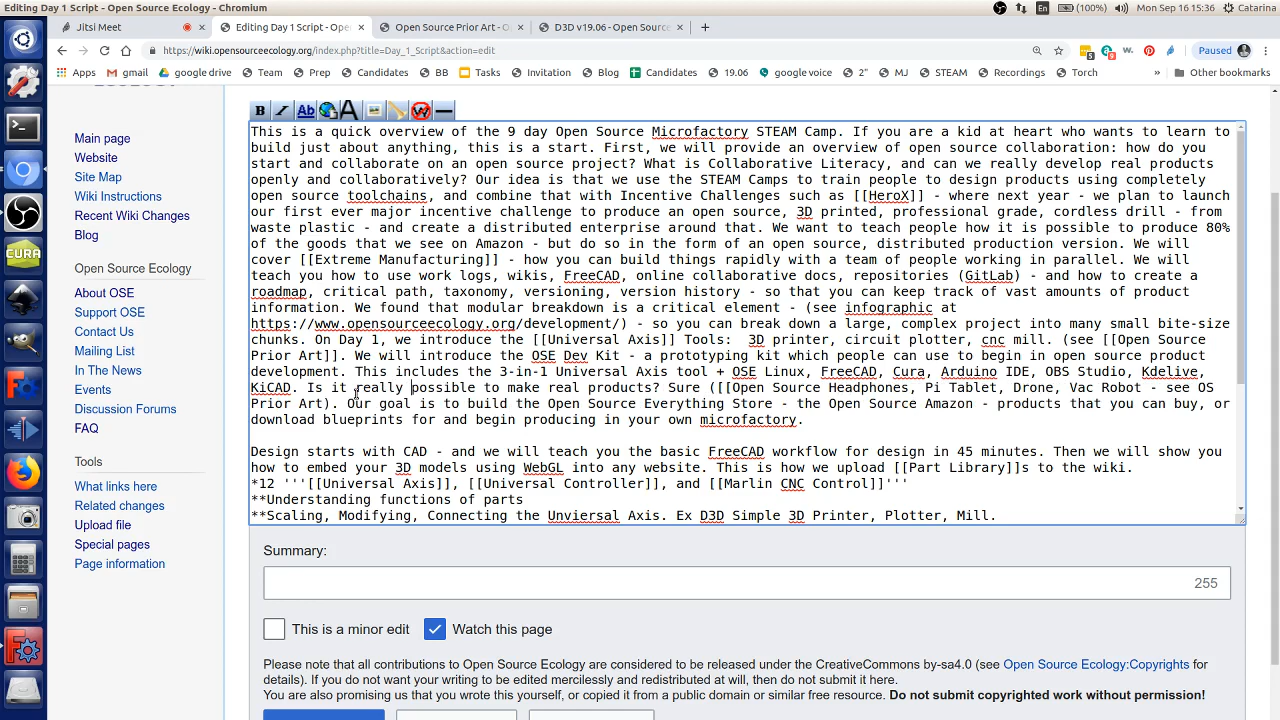 Editing Day 1 Script - Open Source Ecology - Chromium
En (100%) Mon Sep 16 15:36 Catarina
Jitsi Meet × Editing Day 1 Script - Open S × Open Source Prior Art - O × D3D v19.06 - Open Source × +
https://wiki.opensourceecology.org/index.php?title=Day_1_Script&action=edit Paused
Apps gmail google drive Team Prep Candidates BB Tasks Invitation Blog Candidates 19.06 google voice 2" MJ STEAM Recordings Torch » Other bookmarks
ECOLOGY
Main page
Website
Site Map
Wiki Instructions
Recent Wiki Changes
Blog
Open Source Ecology
About OSE
Support OSE
Contact Us
Mailing List
In The News
Events
Discussion Forums
FAQ
Tools
What links here
Related changes
Upload file
Special pages
Page information
B I Ab A W
This is a quick overview of the 9 day Open Source Microfactory STEAM Camp. If you are a kid at heart who wants to learn to
build just about anything, this is a start. First, we will provide an overview of open source collaboration: how do you
start and collaborate on an open source project? What is Collaborative Literacy, and can we really develop real products
openly and collaboratively? Our idea is that we use the STEAM Camps to train people to design products using completely
open source toolchains, and combine that with Incentive Challenges such as [[HeroX]] - where next year - we plan to launch
our first ever major incentive challenge to produce an open source, 3D printed, professional grade, cordless drill - from
waste plastic - and create a distributed enterprise around that. We want to teach people how it is possible to produce 80%
of the goods that we see on Amazon - but do so in the form of an open source, distributed production version. We will
cover [[Extreme Manufacturing]] - how you can build things rapidly with a team of people working in parallel. We will
teach you how to use work logs, wikis, FreeCAD, online collaborative docs, repositories (GitLab) - and how to create a
roadmap, critical path, taxonomy, versioning, version history - so that you can keep track of vast amounts of product
information. We found that modular breakdown is a critical element - (see infographic at
https://www.opensourceecology.org/development/) - so you can break down a large, complex project into many small bite-size
chunks. On Day 1, we introduce the [[Universal Axis]] Tools:  3D printer, circuit plotter, cnc mill. (see [[Open Source
Prior Art]]. We will introduce the OSE Dev Kit - a prototyping kit which people can use to begin in open source product
development. This includes the 3-in-1 Universal Axis tool + OSE Linux, FreeCAD, Cura, Arduino IDE, OBS Studio, Kdelive,
KiCAD. Is it really possible to make real products? Sure ([[Open Source Headphones, Pi Tablet, Drone, Vac Robot - see OS
Prior Art). Our goal is to build the Open Source Everything Store - the Open Source Amazon - products that you can buy, or
download blueprints for and begin producing in your own microfactory.
Design starts with CAD - and we will teach you the basic FreeCAD workflow for design in 45 minutes. Then we will show you
how to embed your 3D models using WebGL into any website. This is how we upload [[Part Library]]s to the wiki.
*12 '''[[Universal Axis]], [[Universal Controller]], and [[Marlin CNC Control]]'''
**Understanding functions of parts
**Scaling, Modifying, Connecting the Unviersal Axis. Ex D3D Simple 3D Printer, Plotter, Mill.
Summary:
255
This is a minor edit Watch this page
Please note that all contributions to Open Source Ecology are considered to be released under the CreativeCommons by-sa4.0 (see Open Source Ecology:Copyrights for
details). If you do not want your writing to be edited mercilessly and redistributed at will, then do not submit it here.
You are also promising us that you wrote this yourself, or copied it from a public domain or similar free resource. Do not submit copyrighted work without permission!